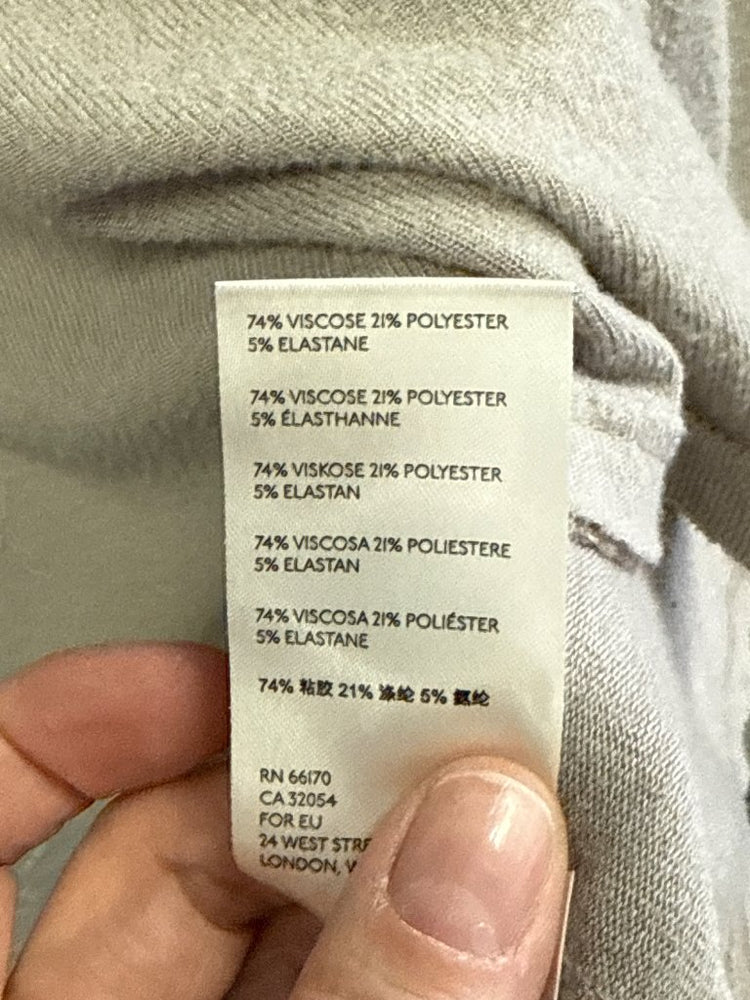 74% VISCOSE 21% POLYESTER
5% ELASTANE
74% VISCOSE 21% POLYESTER
5% ÉLASTHANNE
74% VISKOSE 21% POLYESTER
5% ELASTAN
74% VISCOSA 21% POLIESTERE
5% ELASTAN
74% VISCOSA 21% POLIÉSTER
5% ELASTANE
74% 粘胶 21% 涤纶 5% 氨纶
RN 66170
CA 32054
FOR EU
24 WEST
LONDON,